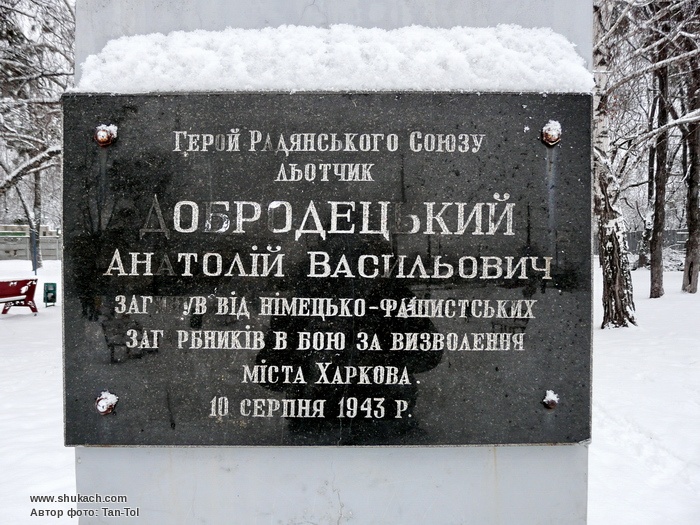 Герой Радянського Союзу
льотчик
Добродецький
Анатолій Васильович
загинув від німецько-фашистських
загарбників в бою за визволення
міста Харкова.
10 серпня 1943 р.
www.shukach.com
Автор фото: Tan-Tol